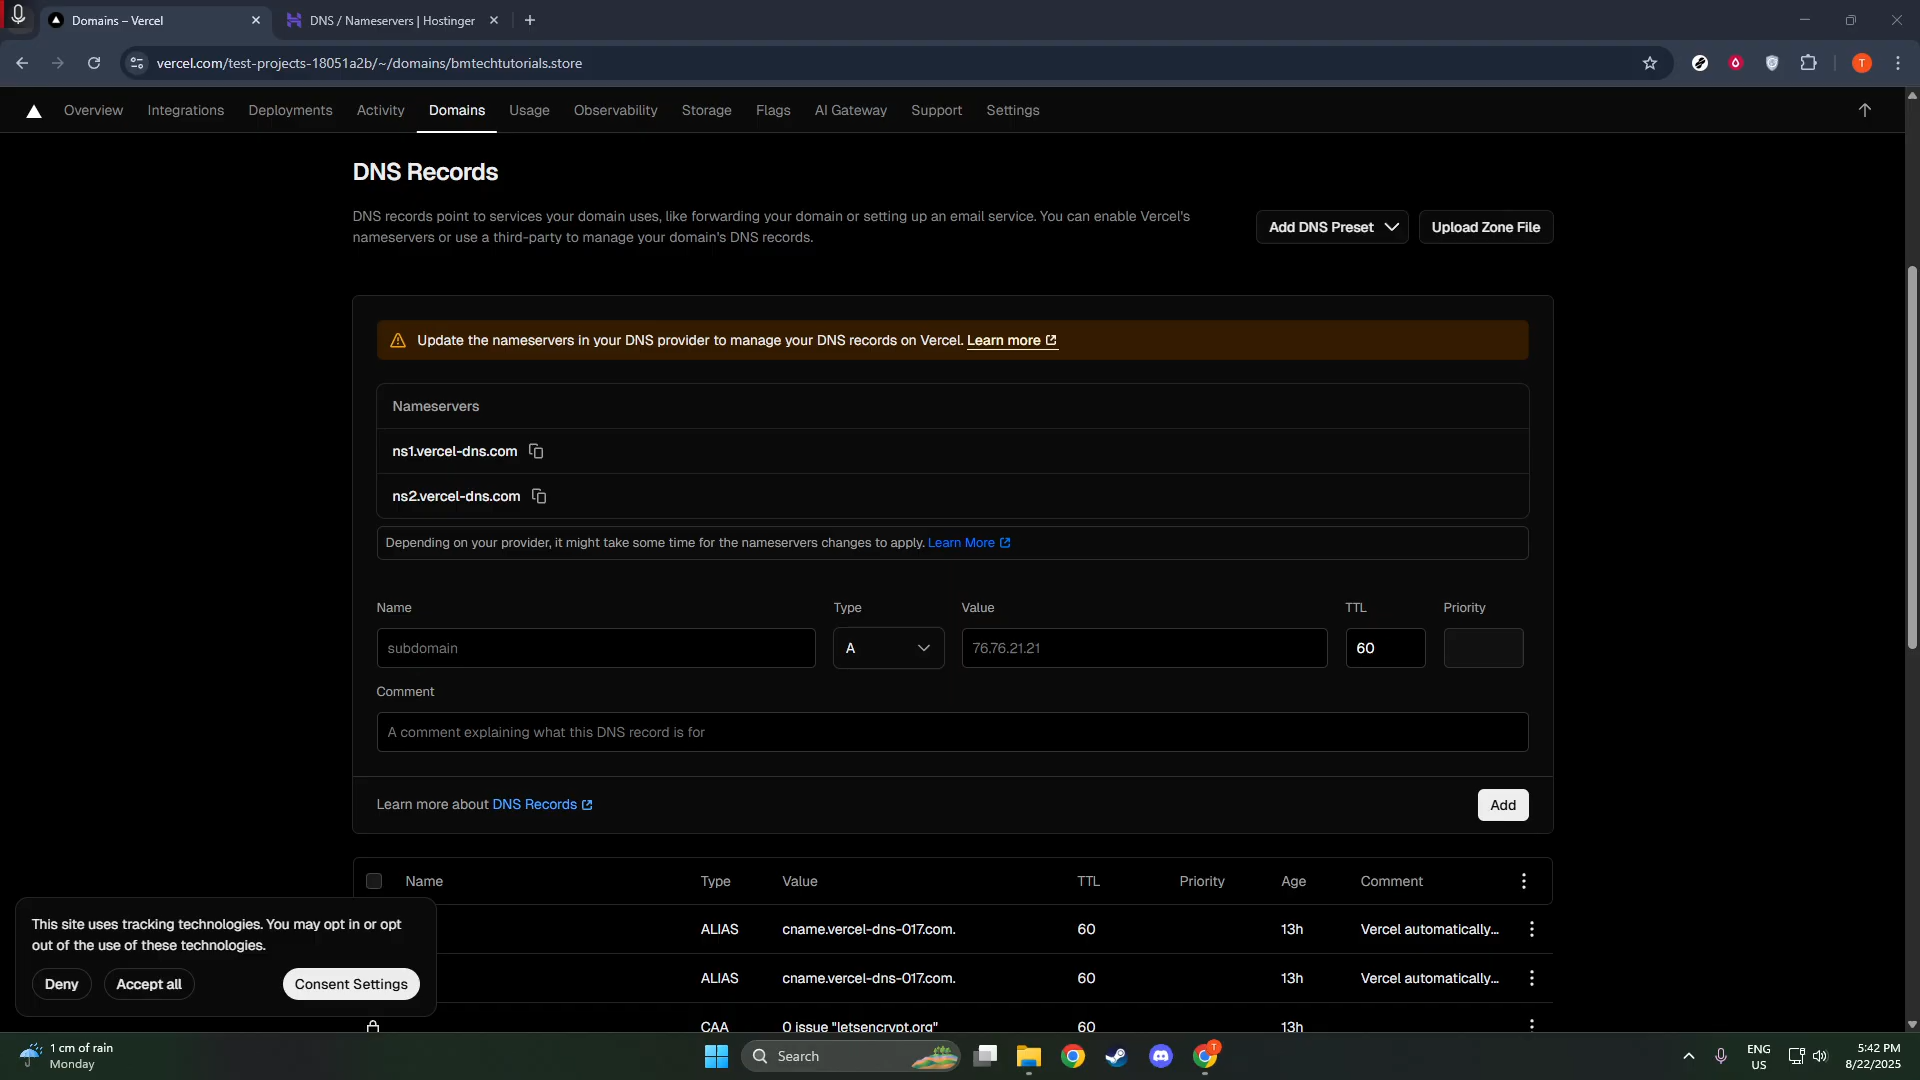 Domains – Vercel
DNS / Nameservers | Hostinger
vercel.com/test-projects-18051a2b/~/domains/bmtechtutorials.store
T
Overview Integrations Deployments Activity Domains Usage Observability Storage Flags AI Gateway Support Settings
DNS Records
DNS records point to services your domain uses, like forwarding your domain or setting up an email service. You can enable Vercel's
nameservers or use a third-party to manage your domain's DNS records.
Add DNS Preset
Upload Zone File
Update the nameservers in your DNS provider to manage your DNS records on Vercel. Learn more
Nameservers
ns1.vercel-dns.com
ns2.vercel-dns.com
Depending on your provider, it might take some time for the nameservers changes to apply. Learn More
Name Type Value TTL Priority
subdomain A 76.76.21.21 60
Comment
A comment explaining what this DNS record is for
Learn more about DNS Records
Add
Name Type Value TTL Priority Age Comment
ALIAS cname.vercel-dns-017.com. 60 13h Vercel automatically...
ALIAS cname.vercel-dns-017.com. 60 13h Vercel automatically...
CAA 0 issue "letsencrypt.org" 60 13h
This site uses tracking technologies. You may opt in or opt
out of the use of these technologies.
Deny
Accept all
Consent Settings
1 cm of rain
Monday
Search
T
ENG
US
5:42 PM
8/22/2025